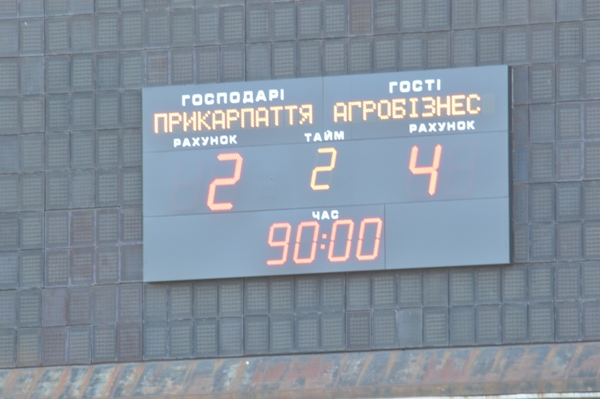 ГОСПОДАРІ ГОСТІ
ПРИКАРПАТТЯ АГРОБІЗНЕС
РАХУНОК ТАЙМ РАХУНОК
2 2 4
ЧАС
90:00